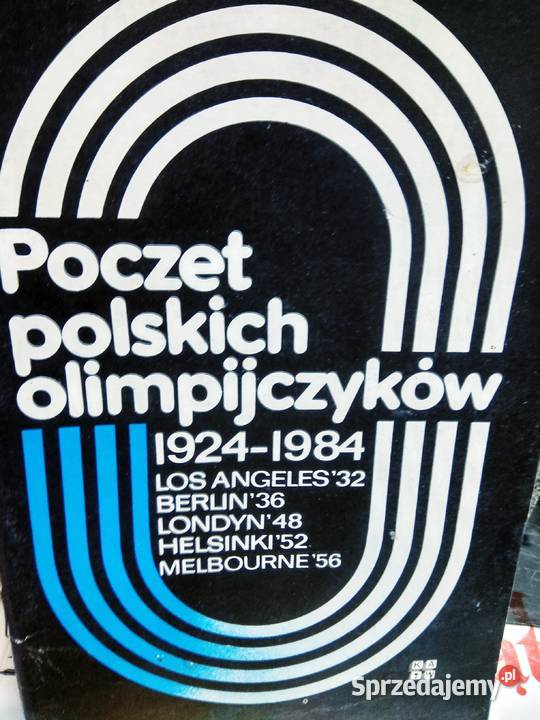 Poczet
polskich
olimpijczyków
1924-1984
LOS ANGELES'32
BERLIN'36
LONDYN'48
HELSINKI'52
MELBOURNE'56
Sprzedajemy.pl